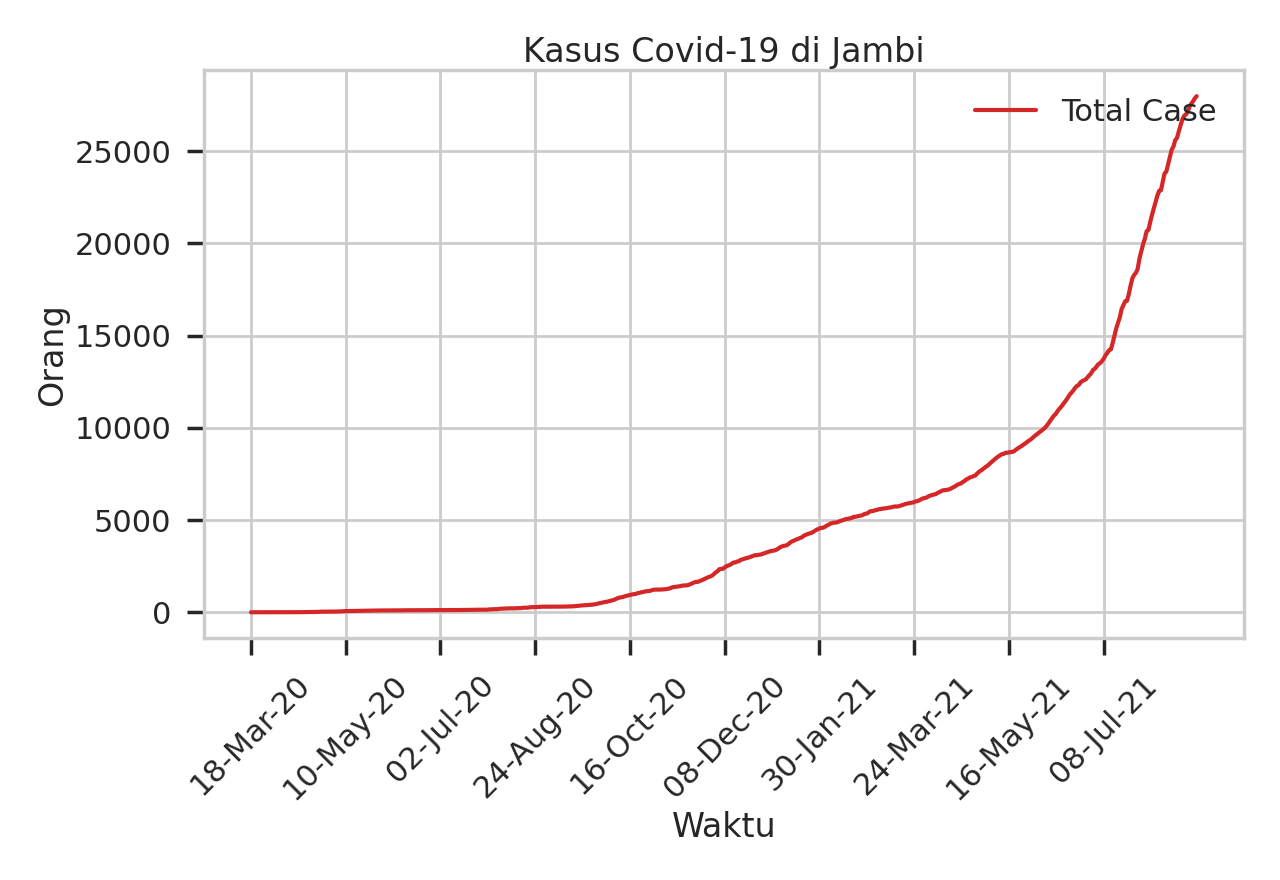 Kasus Covid-19 di Jambi
Total Case
Orang
25000
20000
15000
10000
5000
0
18-Mar-20
10-May-20
02-Jul-20
24-Aug-20
16-Oct-20
08-Dec-20
30-Jan-21
24-Mar-21
16-May-21
08-Jul-21
Waktu